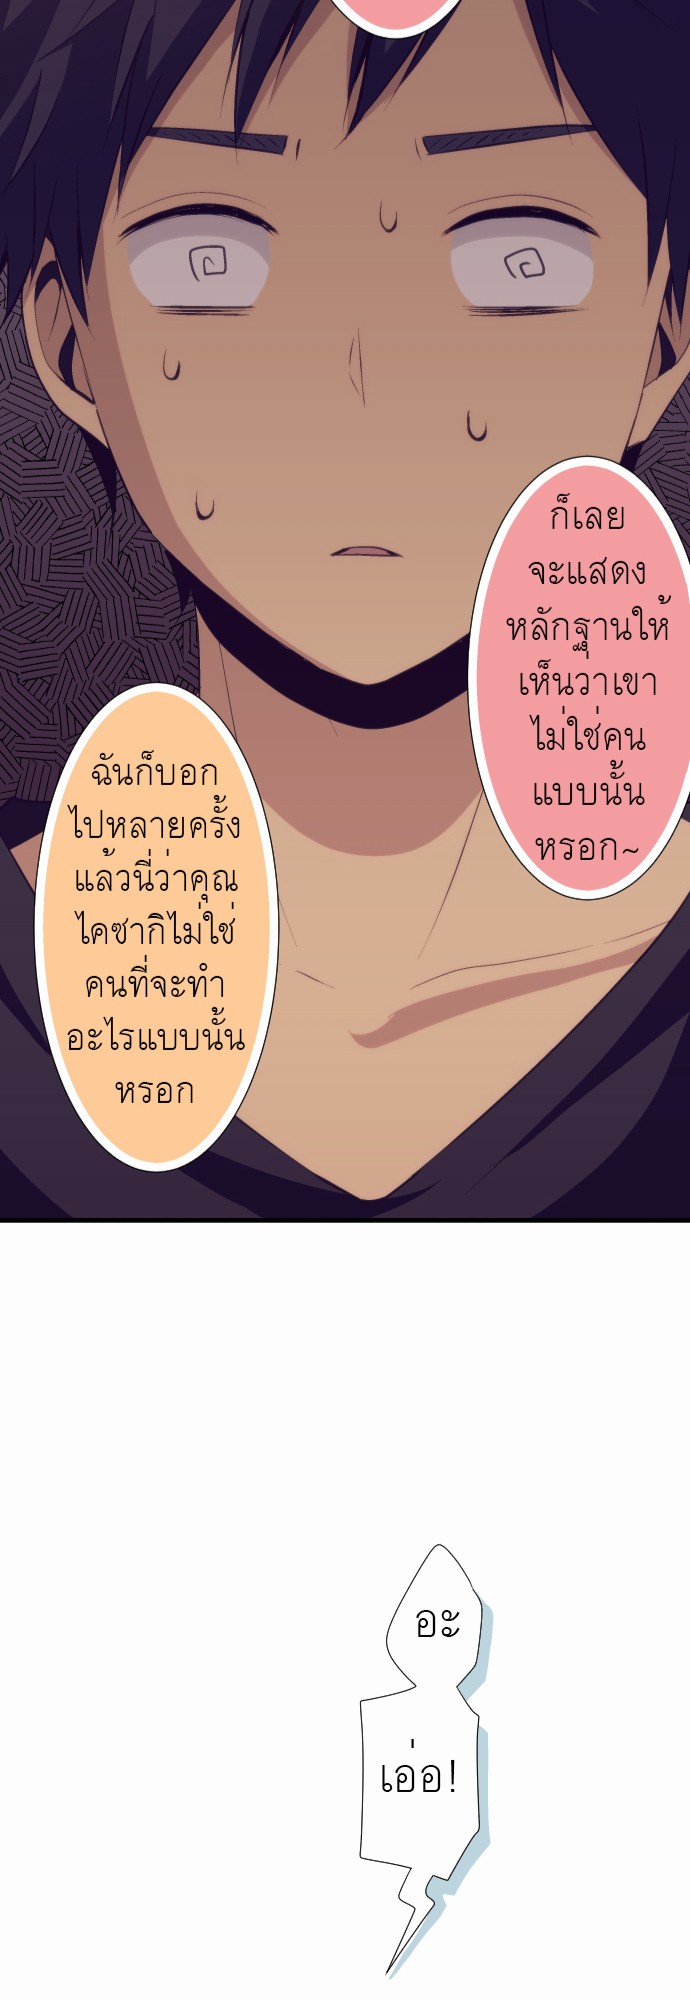 ก็เลย
จะแสดง
หลักฐานให้
เห็นว่าเขา
ไม่ใช่คน
แบบนั้น
หรอก~
ฉันก็บอก
ไปหลายครั้ง
แล้วนี่ว่าคุณ
ไคซากิไม่ใช่
คนที่จะทำ
อะไรแบบนั้น
หรอก
อะ
เอ่อ!